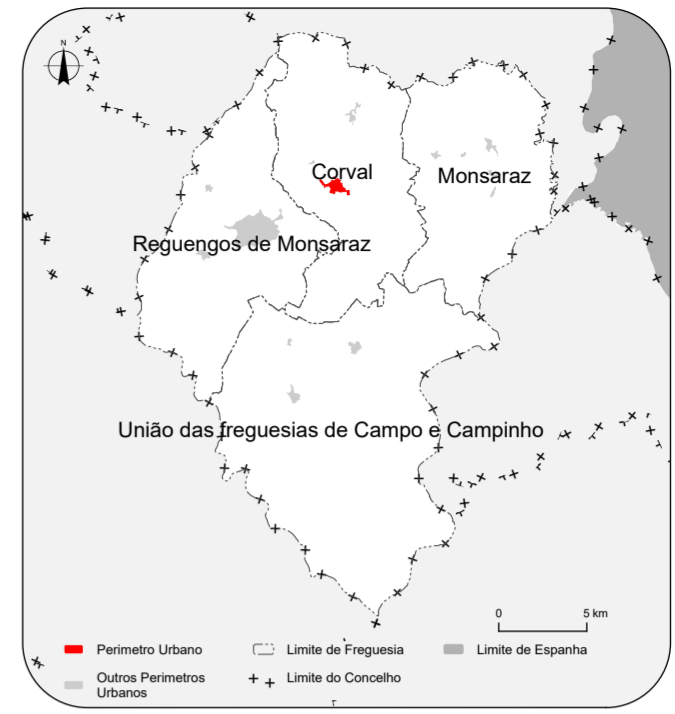 N
Corval
Monsaraz
Reguengos de Monsaraz
União das freguesias de Campo e Campinho
0 5 km
Perimetro Urbano
Limite de Freguesia
Limite de Espanha
Outros Perimetros
Urbanos
Limite do Concelho